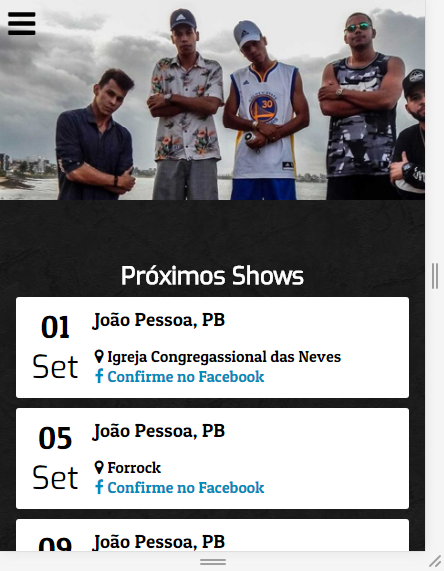 30
Próximos Shows
01
Set
João Pessoa, PB
Igreja Congregassional das Neves
Confirme no Facebook
05
Set
João Pessoa, PB
Forrock
Confirme no Facebook
09
João Pessoa, PB